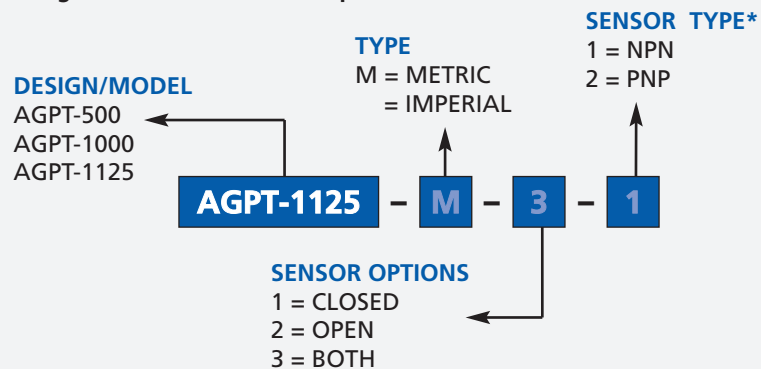 SENSOR TYPE*
1 = NPN
2 = PNP
TYPE
M = METRIC
= IMPERIAL
DESIGN/MODEL
AGPT-500
AGPT-1000
AGPT-1125
AGPT-1125 - M - 3 - 1
SENSOR OPTIONS
1 = CLOSED
2 = OPEN
3 = BOTH